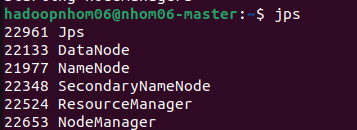 hadoopnhom06@nhom06-master:~$ jps
22961 Jps
22133 DataNode
21977 NameNode
22348 SecondaryNameNode
22524 ResourceManager
22653 NodeManager